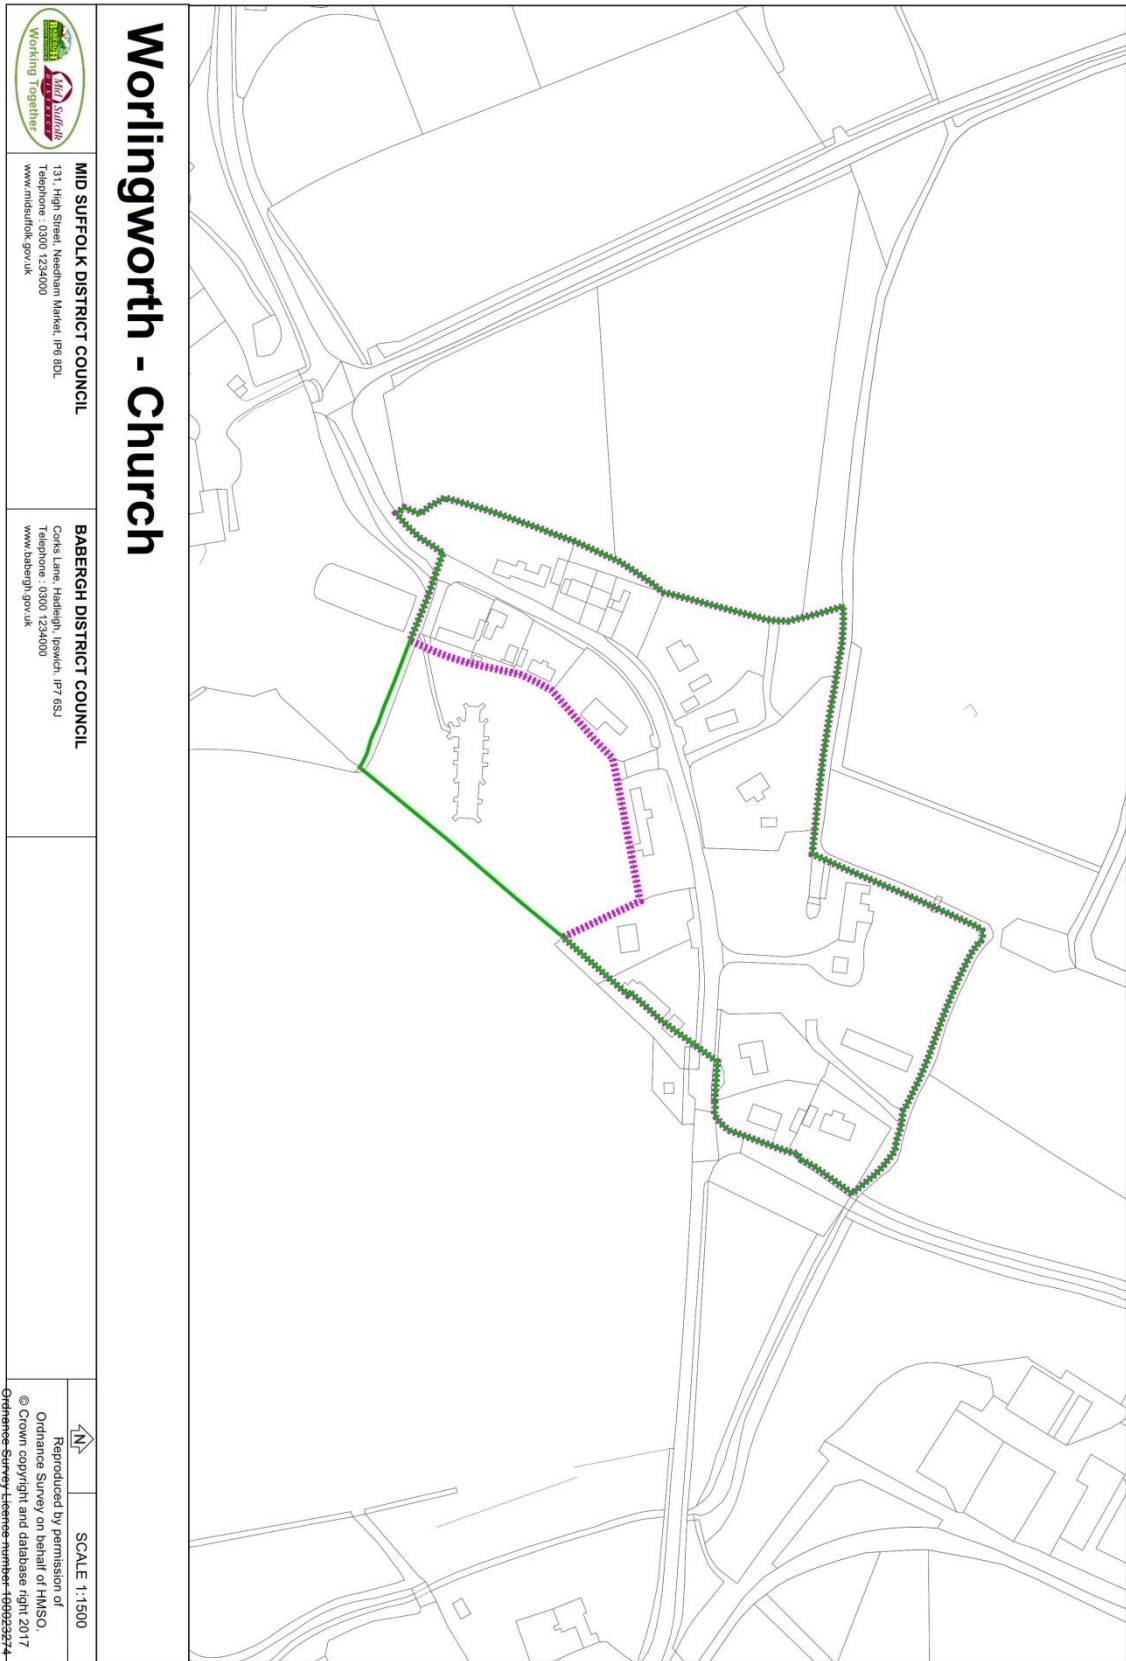 Worlingworth - Church
BABERGH
Mid Suffolk
DISTRICT
Working Together
MID SUFFOLK DISTRICT COUNCIL
131, High Street, Needham Market, IP6 8DL
Telephone : 0300 1234000
www.midsuffolk.gov.uk
BABERGH DISTRICT COUNCIL
Corks Lane, Hadleigh, Ipswich. IP7 6SJ
Telephone : 0300 1234000
www.babergh.gov.uk
N
SCALE 1:1500
Reproduced by permission of
Ordnance Survey on behalf of HMSO.
© Crown copyright and database right 2017
Ordnance Survey Licence number 100023274